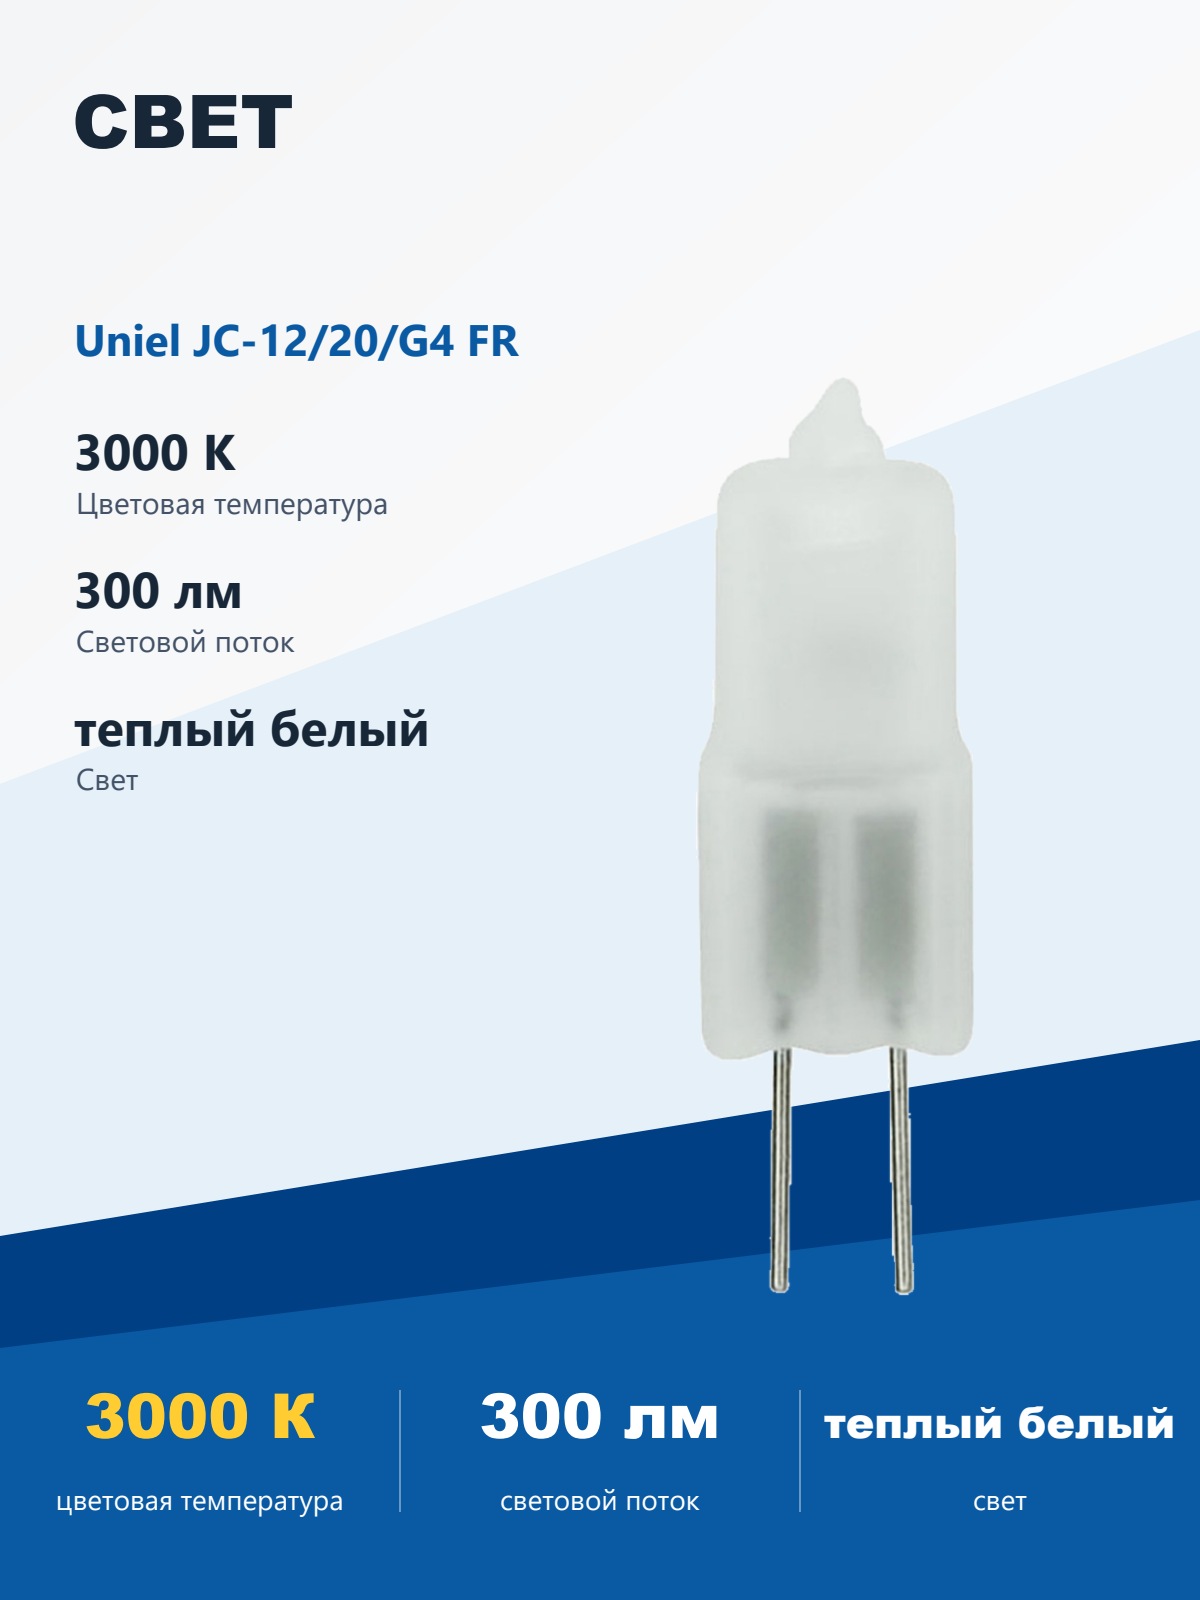 СВЕТ
Uniel JC-12/20/G4 FR
3000 К
Цветовая температура
300 лм
Световой поток
теплый белый
Свет
3000 К
цветовая температура
300 лм
световой поток
теплый белый
свет